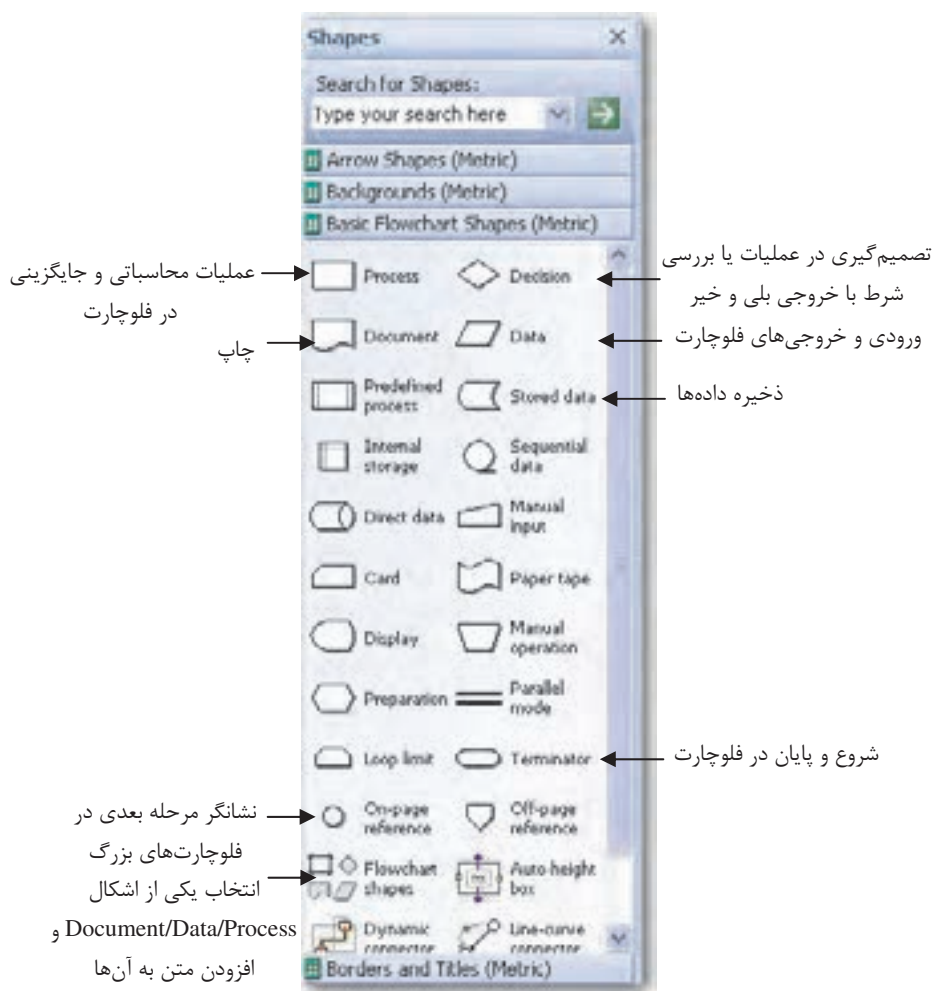 Shapes
Search for Shapes:
Type your search here
Arrow Shapes (Metric)
Backgrounds (Metric)
Basic Flowchart Shapes (Metric)
Process
Decision
Document
Data
Predefined
process
Stored data
Internal
storage
Sequential
data
Direct data
Manual
input
Card
Paper tape
Display
Manual
operation
Preparation
Parallel
mode
Loop limit
Terminator
On-page
reference
Off-page
reference
Flowchart
shapes
Auto-height
box
Dynamic
connector
Line-curve
connector
Borders and Titles (Metric)
عملیات محاسباتی و جایگزینی
در فلوچارت
چاپ
نشانگر مرحله بعدی در
فلوچارت‌های بزرگ
انتخاب یکی از اشکال
Document/Data/Process و
افزودن متن به آن‌ها
تصمیم‌گیری در عملیات یا بررسی
شرط با خروجی بلی و خیر
ورودی و خروجی‌های فلوچارت
ذخیره داده‌ها
شروع و پایان در فلوچارت